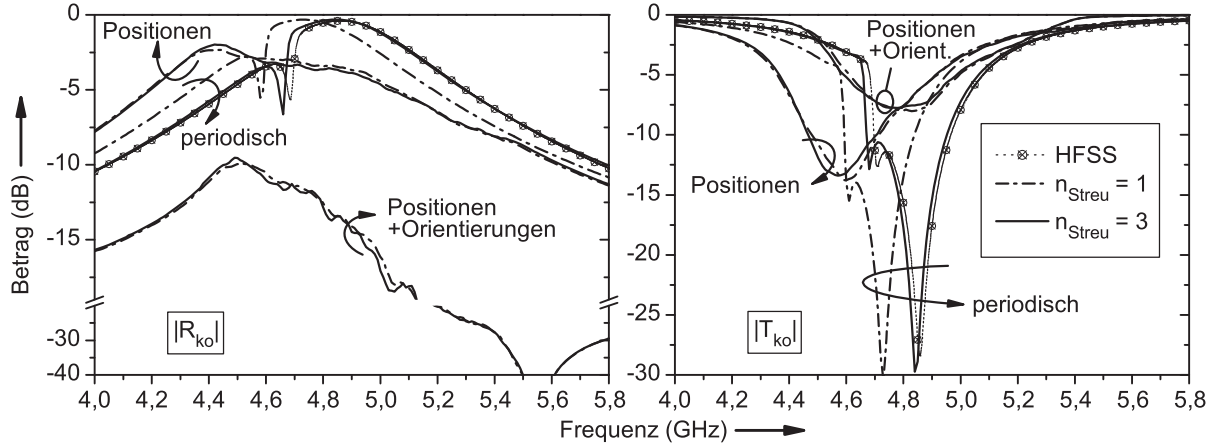 0
-5
-10
-15
-30
-40
Betrag (dB)
Positionen
periodisch
Positionen
+Orientierungen
|R_ko|
4,0 4,2 4,4 4,6 4,8 5,0 5,2 5,4 5,6 5,8
0
-5
-10
-15
-20
-25
-30
Positionen
+Orient.
Positionen
HFSS
n_Streu = 1
n_Streu = 3
periodisch
|T_ko|
4,0 4,2 4,4 4,6 4,8 5,0 5,2 5,4 5,6 5,8
Frequenz (GHz)